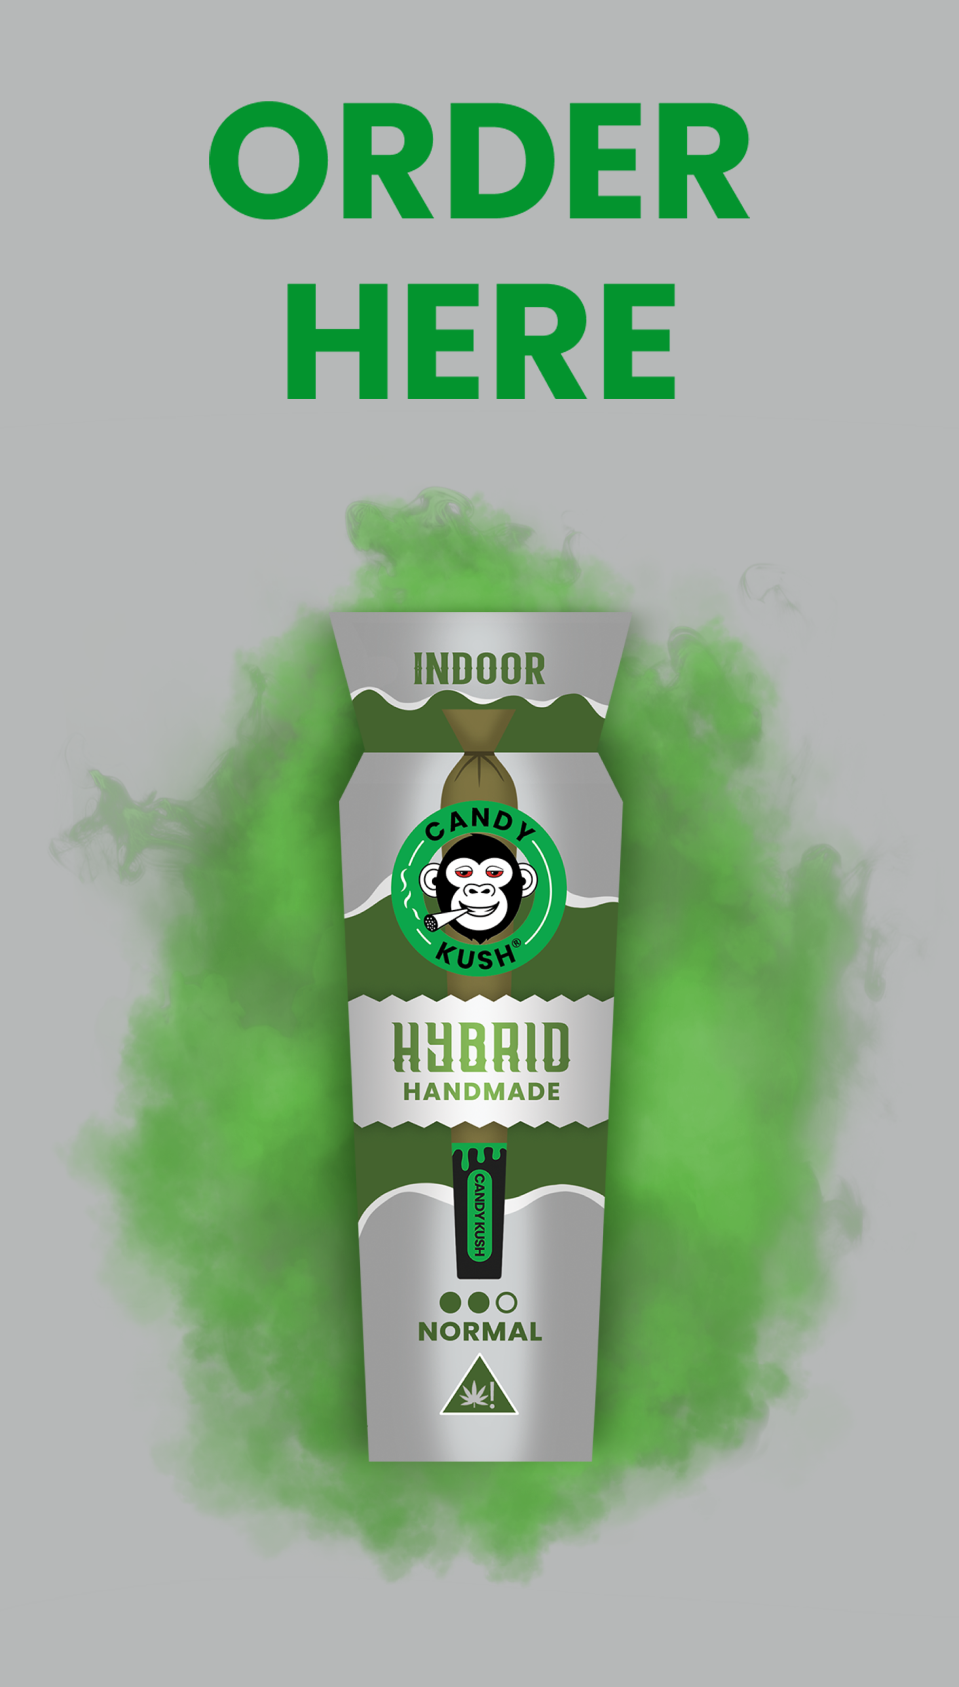 ORDER
HERE
INDOOR
CANDY
KUSH®
HYBRID
HANDMADE
CANDY KUSH
NORMAL
!